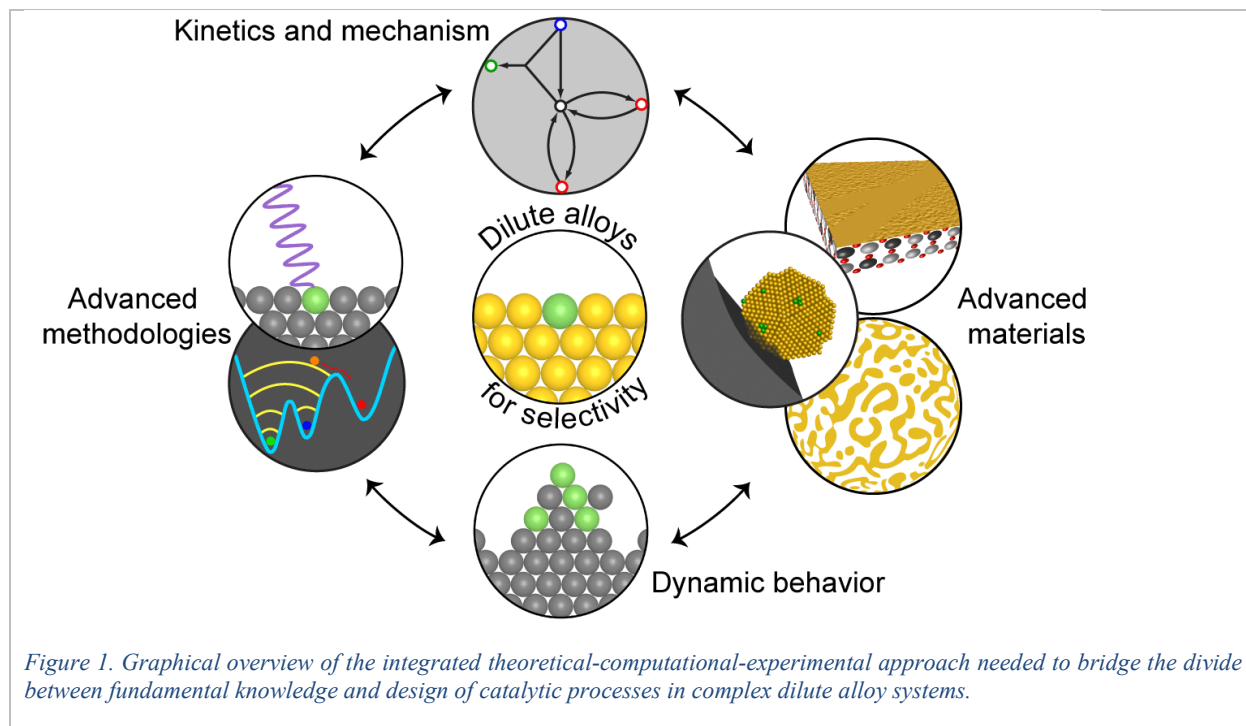 Kinetics and mechanism
Advanced
methodologies
Dilute alloys
for selectivity
Advanced
materials
Dynamic behavior
Figure 1. Graphical overview of the integrated theoretical-computational-experimental approach needed to bridge the divide
between fundamental knowledge and design of catalytic processes in complex dilute alloy systems.